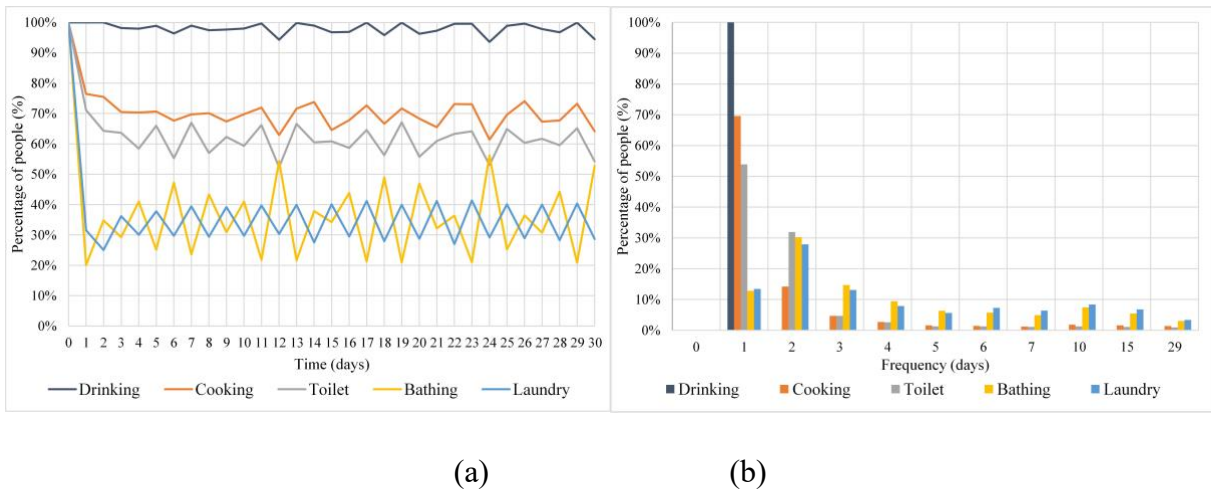 100%
90%
80%
70%
60%
50%
40%
30%
20%
10%
0%
Percentage of people (%)
0 1 2 3 4 5 6 7 8 9 10 11 12 13 14 15 16 17 18 19 20 21 22 23 24 25 26 27 28 29 30
Time (days)
Drinking Cooking Toilet Bathing Laundry
100%
90%
80%
70%
60%
50%
40%
30%
20%
10%
0%
Percentage of people (%)
0 1 2 3 4 5 6 7 10 15 29
Frequency (days)
Drinking Cooking Toilet Bathing Laundry
(a) (b)